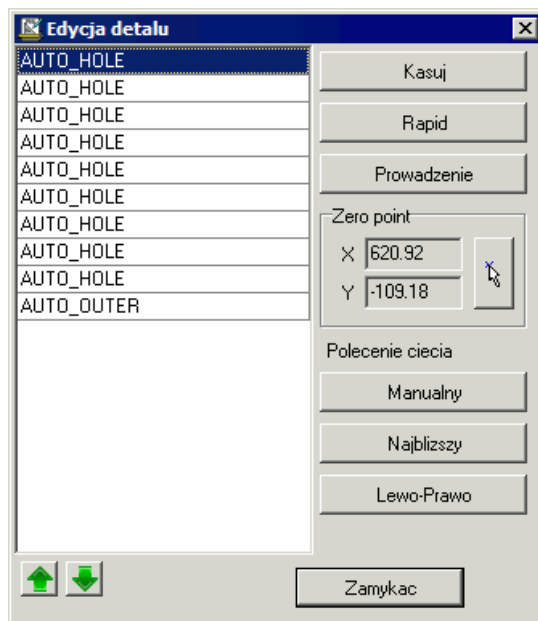 Edycja detalu
AUTO_HOLE
AUTO_HOLE
AUTO_HOLE
AUTO_HOLE
AUTO_HOLE
AUTO_HOLE
AUTO_HOLE
AUTO_HOLE
AUTO_HOLE
AUTO_OUTER
Kasuj
Rapid
Prowadzenie
Zero point
X 620.92
Y -109.18
Polecenie ciecia
Manualny
Najblizszy
Lewo-Prawo
Zamykac